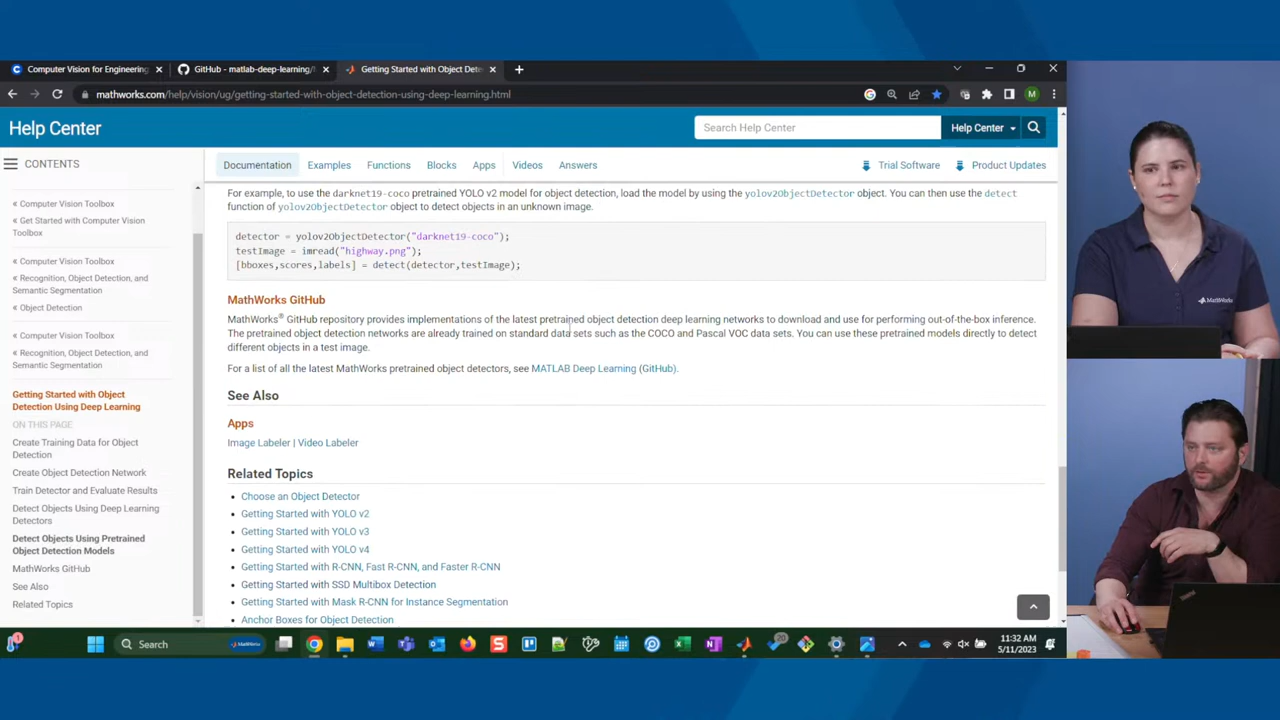 Computer Vision for Engineering
GitHub - matlab-deep-learning/
Getting Started with Object Det
mathworks.com/help/vision/ug/getting-started-with-object-detection-using-deep-learning.html
M
Help Center
Search Help Center
Help Center
CONTENTS
Documentation Examples Functions Blocks Apps Videos Answers Trial Software Product Updates
« Computer Vision Toolbox
« Get Started with Computer Vision
Toolbox
« Computer Vision Toolbox
« Recognition, Object Detection, and
Semantic Segmentation
« Object Detection
« Computer Vision Toolbox
« Recognition, Object Detection, and
Semantic Segmentation
Getting Started with Object
Detection Using Deep Learning
ON THIS PAGE
Create Training Data for Object
Detection
Create Object Detection Network
Train Detector and Evaluate Results
Detect Objects Using Deep Learning
Detectors
Detect Objects Using Pretrained
Object Detection Models
MathWorks GitHub
See Also
Related Topics
For example, to use the darknet19-coco pretrained YOLO v2 model for object detection, load the model by using the yolov2ObjectDetector object. You can then use the detect
function of yolov2ObjectDetector object to detect objects in an unknown image.
detector = yolov2ObjectDetector("darknet19-coco");
testImage = imread("highway.png");
[bboxes,scores,labels] = detect(detector,testImage);
MathWorks GitHub
MathWorks® GitHub repository provides implementations of the latest pretrained object detection deep learning networks to download and use for performing out-of-the-box inference.
The pretrained object detection networks are already trained on standard data sets such as the COCO and Pascal VOC data sets. You can use these pretrained models directly to detect
different objects in a test image.
For a list of all the latest MathWorks pretrained object detectors, see MATLAB Deep Learning (GitHub).
See Also
Apps
Image Labeler | Video Labeler
Related Topics
• Choose an Object Detector
• Getting Started with YOLO v2
• Getting Started with YOLO v3
• Getting Started with YOLO v4
• Getting Started with R-CNN, Fast R-CNN, and Faster R-CNN
• Getting Started with SSD Multibox Detection
• Getting Started with Mask R-CNN for Instance Segmentation
• Anchor Boxes for Object Detection
MathWorks
1
Search
20
11:32 AM
5/11/2023